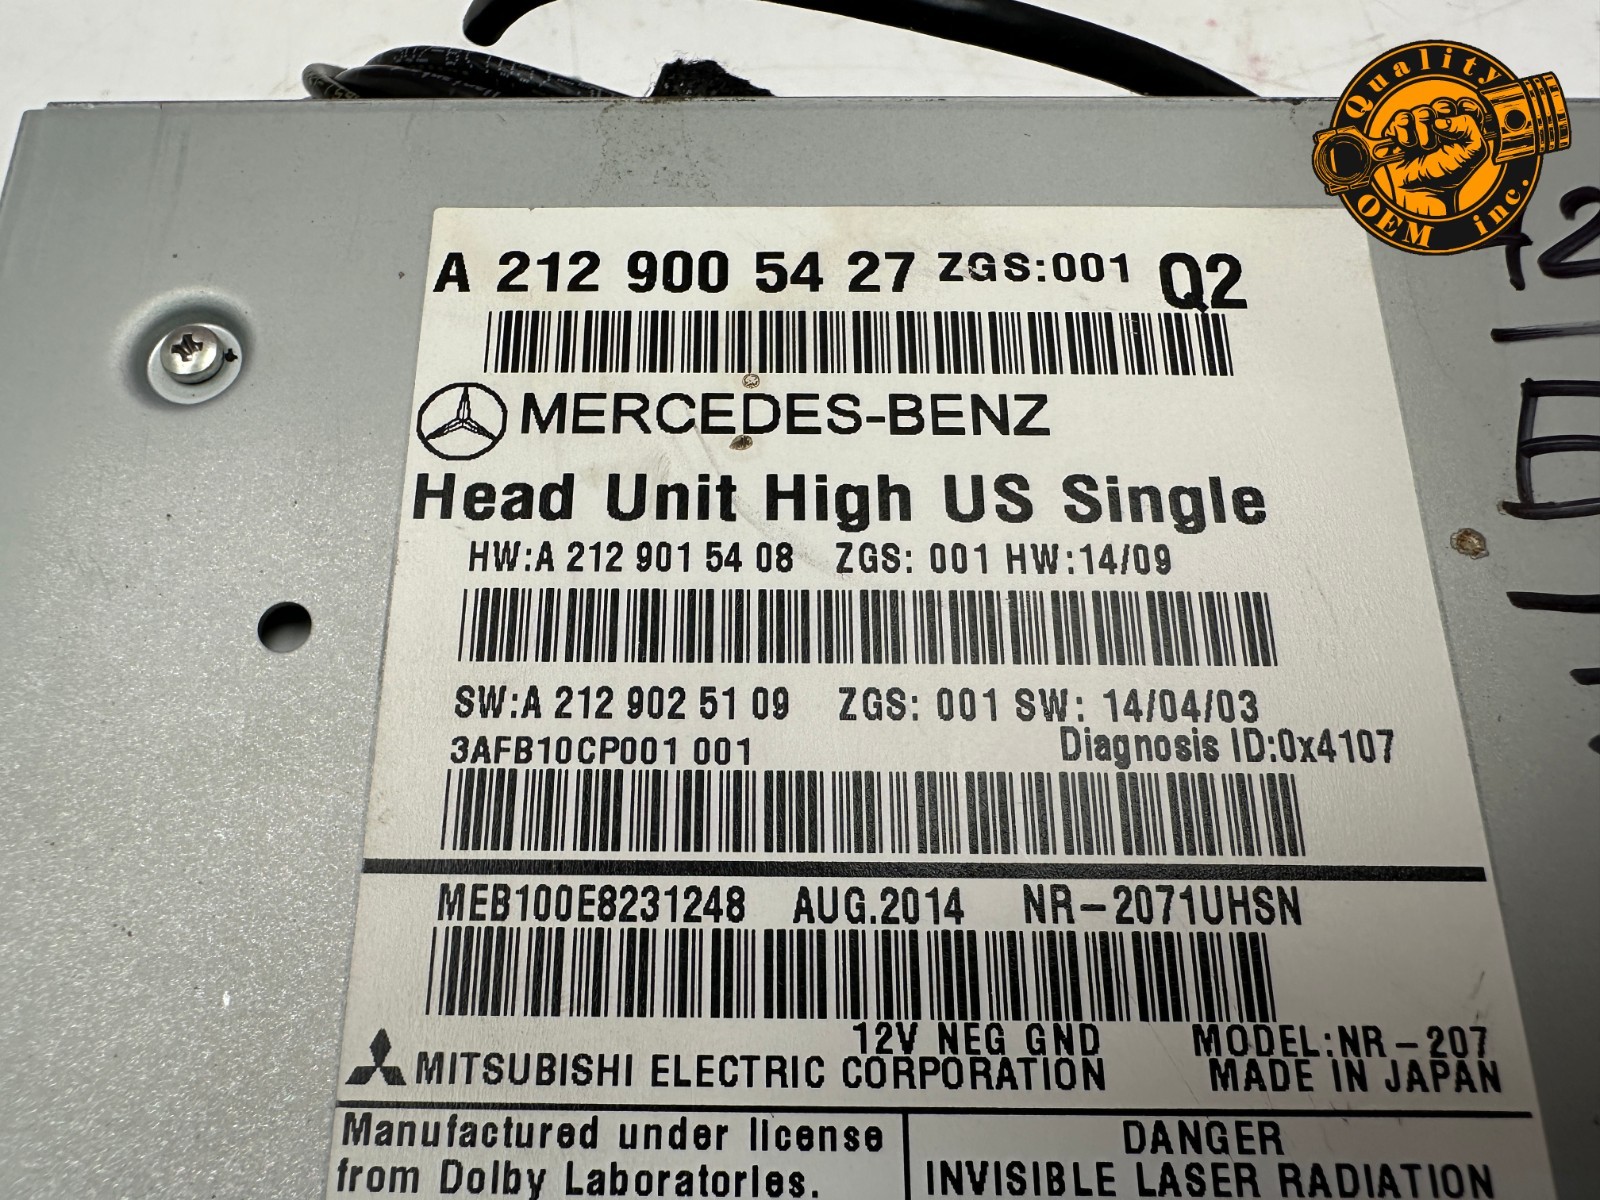 Quality
OEM inc.
A 212 900 54 27 ZGS:001 Q2
MERCEDES-BENZ
Head Unit High US Single
HW:A 212 901 54 08 ZGS: 001 HW:14/09
SW:A 212 902 51 09 ZGS: 001 SW: 14/04/03
3AFB10CP001 001 Diagnosis ID:0x4107
MEB100E8231248 AUG.2014 NR-2071UHSN
12V NEG GND MODEL:NR-207
MITSUBISHI ELECTRIC CORPORATION MADE IN JAPAN
Manufactured under license
from Dolby Laboratories.
DANGER
INVISIBLE LASER RADIATION